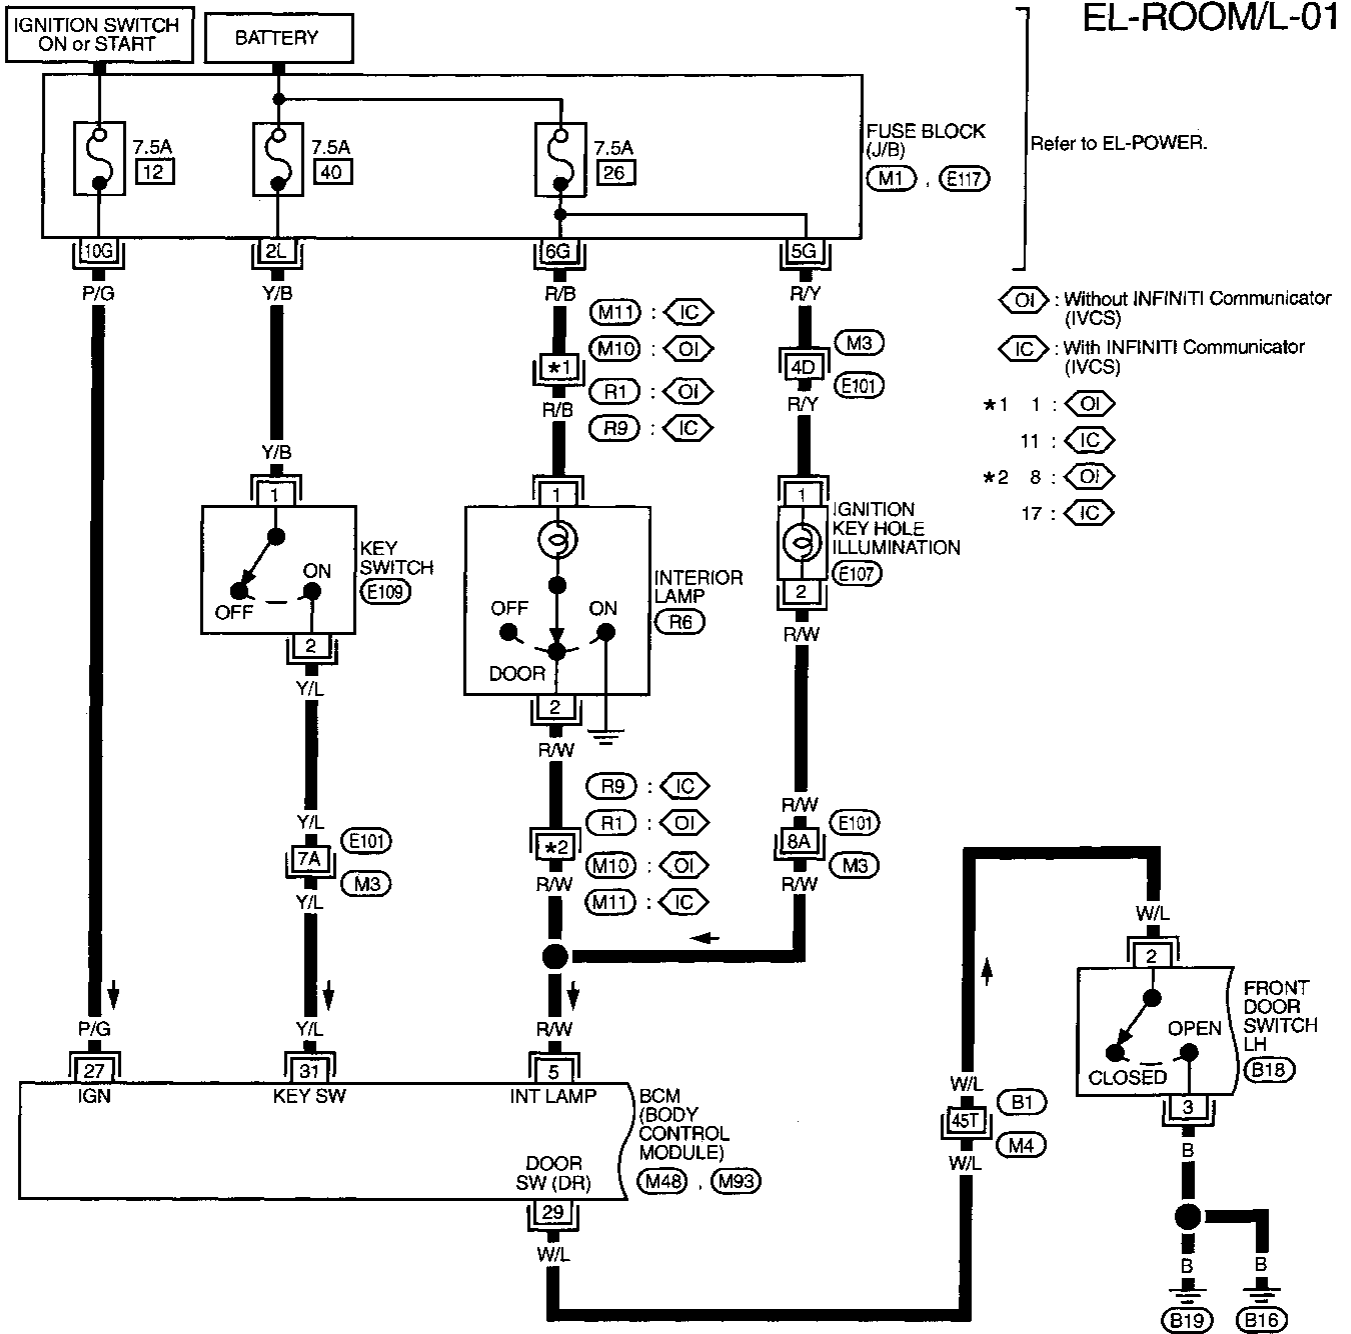 EL-ROOM/L-01
IGNITION SWITCH
ON or START
BATTERY
7.5A
12
7.5A
40
7.5A
26
FUSE BLOCK
(J/B)
M1 , E117
Refer to EL-POWER.
10G
2L
6G
5G
P/G
Y/B
R/B
R/Y
OI : Without INFINITI Communicator
(IVCS)
IC : With INFINITI Communicator
(IVCS)
*1 1 : OI
11 : IC
*2 8 : OI
17 : IC
M11 : IC
M10 : OI
*1
R1 : OI
R9 : IC
R/B
M3
4D
E101
R/Y
Y/B
1
1
1
KEY
SWITCH
E109
ON
OFF
2
INTERIOR
LAMP
R6
OFF
ON
DOOR
2
IGNITION
KEY HOLE
ILLUMINATION
E107
2
R/W
Y/L
R/W
R9 : IC
R1 : OI
*2
M10 : OI
M11 : IC
R/W
Y/L
E101
7A
M3
Y/L
R/W
E101
8A
M3
R/W
W/L
2
FRONT
DOOR
SWITCH
LH
B18
OPEN
CLOSED
3
P/G
Y/L
R/W
27
31
5
IGN
KEY SW
INT LAMP
BCM
(BODY
CONTROL
MODULE)
M48 , M93
DOOR
SW (DR)
29
W/L
W/L
B1
45T
M4
W/L
B
B
B
B19
B16